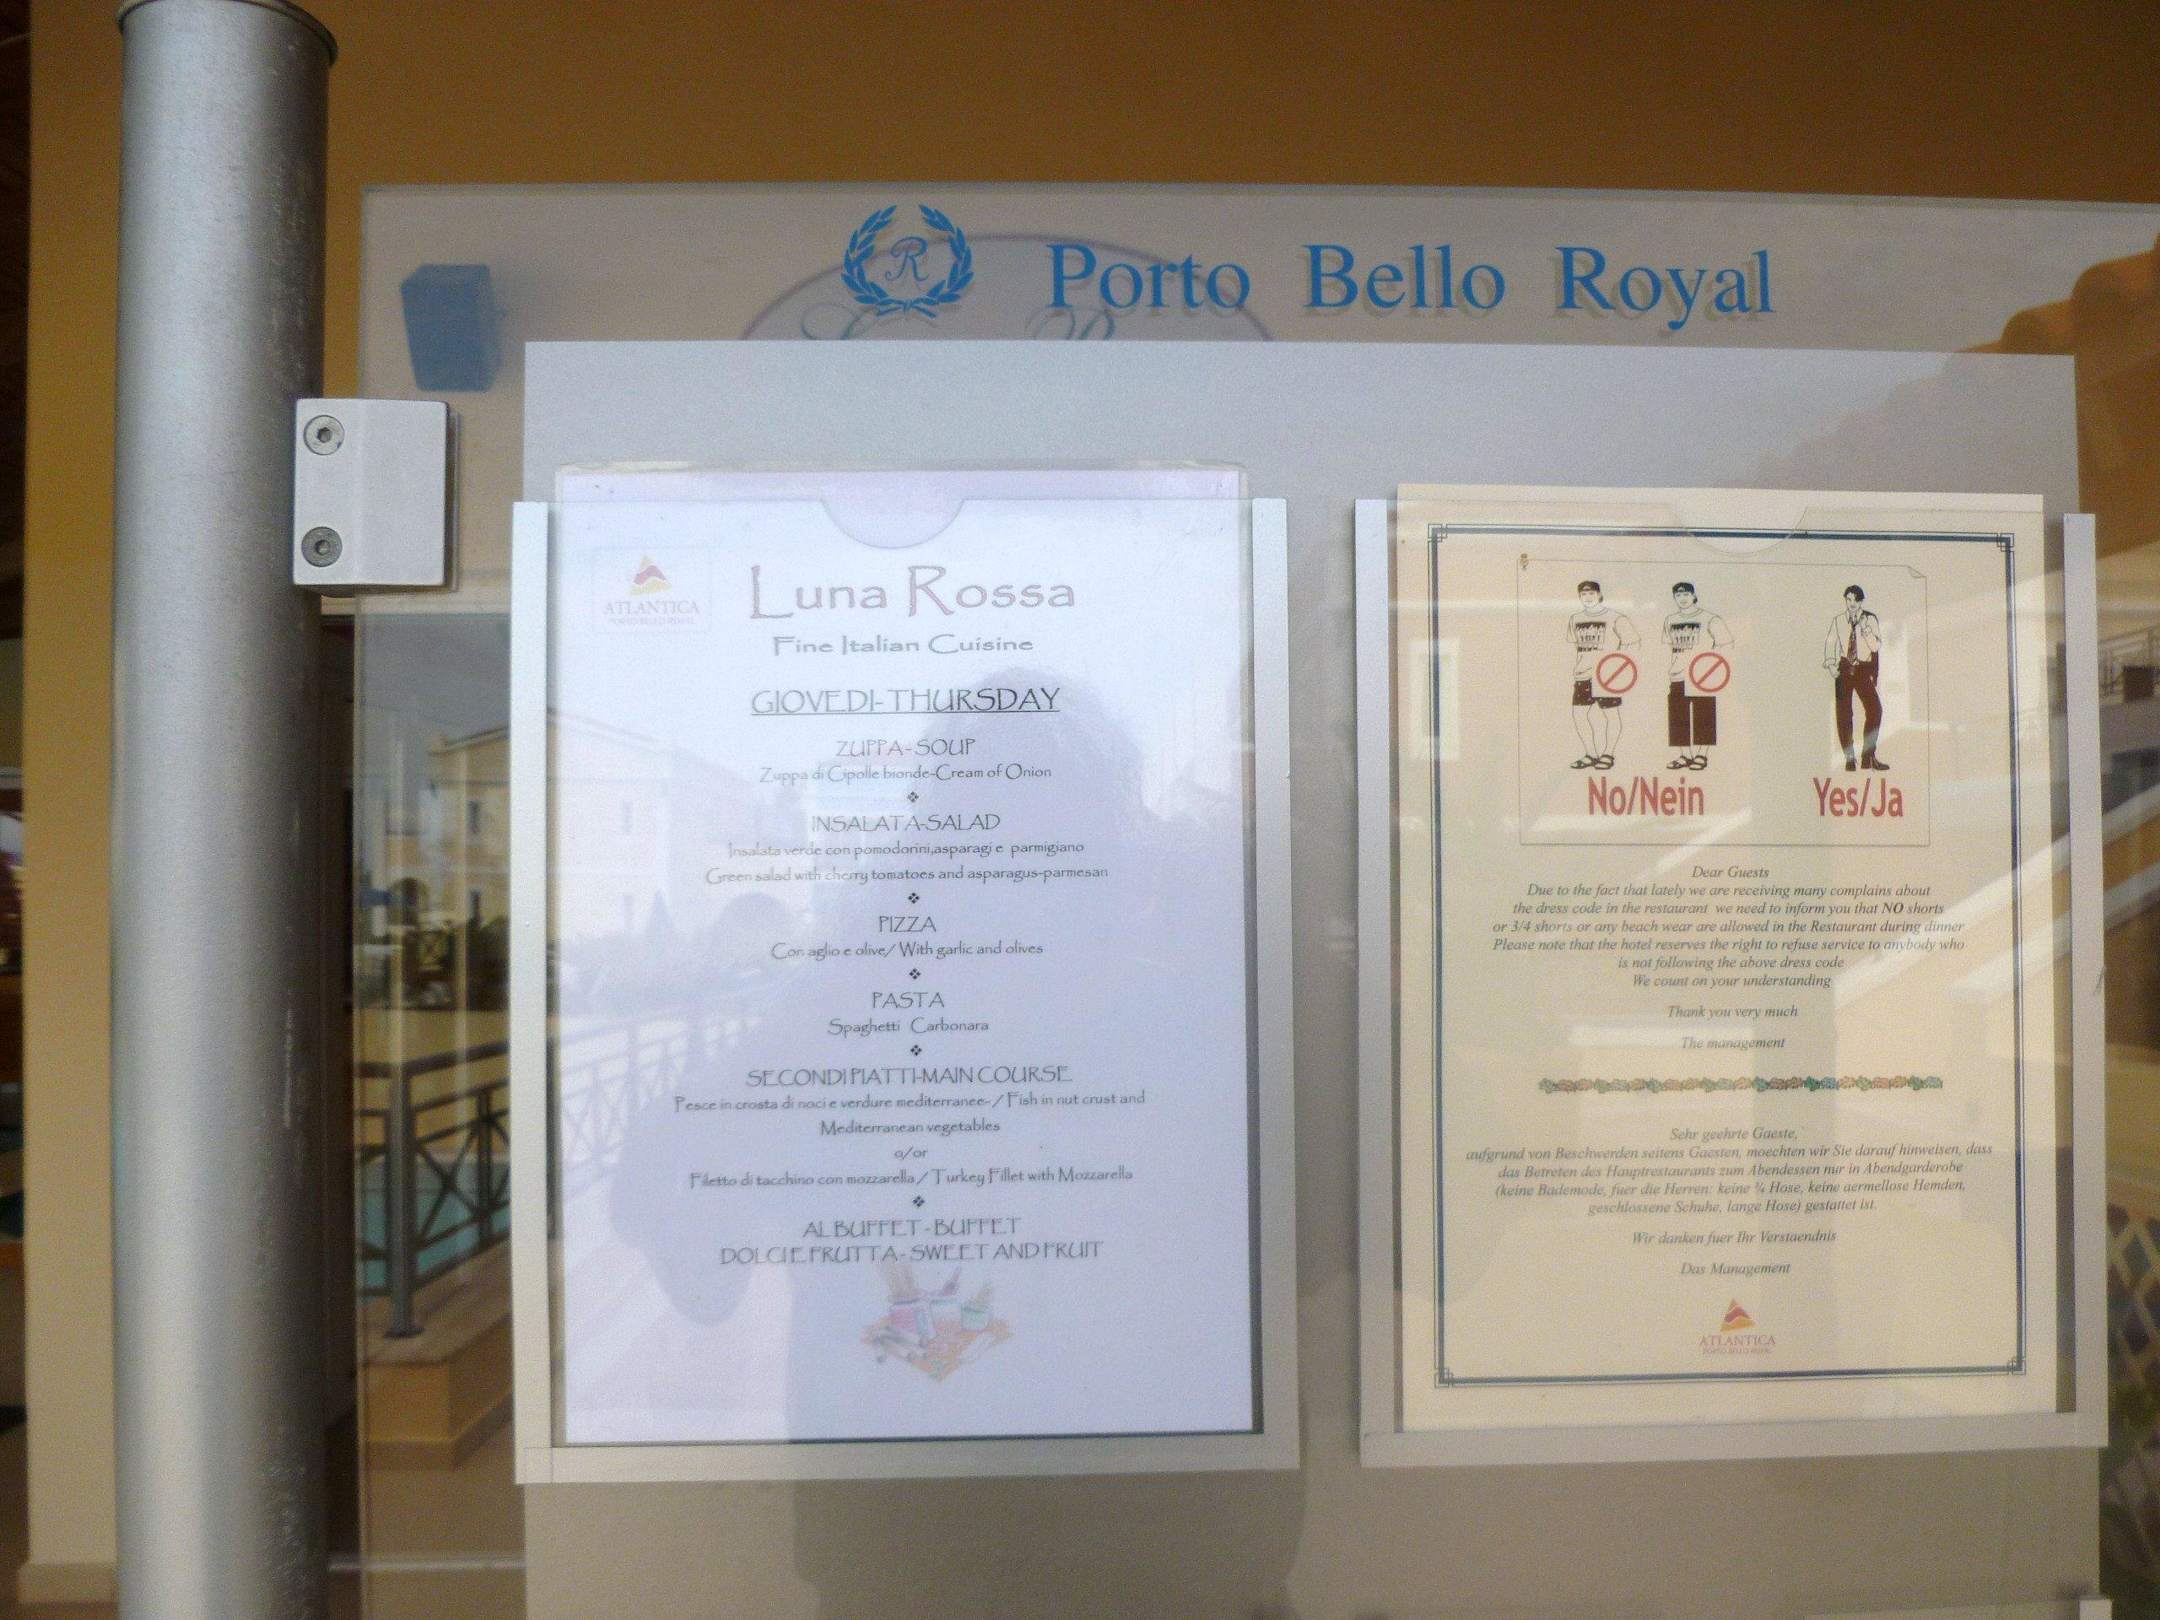 R
Porto Bello Royal
ATLANTICA
PORTO BELLO ROYAL
Luna Rossa
Fine Italian Cuisine
GIOVEDI-THURSDAY
ZUPPA-SOUP
Zuppa di Cipolle bionde-Cream of Onion
INSALATA-SALAD
Insalata verde con pomodorini,asparagi e parmigiano
Green salad with cherry tomatoes and asparagus-parmesan
PIZZA
Con aglio e olive/ With garlic and olives
PASTA
Spaghetti Carbonara
SECONDI PIATTI-MAIN COURSE
Pesce in crosta di noci e verdure mediterranee-/ Fish in nut crust and
Mediterranean vegetables
o/or
Filetto di tacchino con mozzarella / Turkey Fillet with Mozzarella
AL BUFFET - BUFFET
DOLCI E FRUTTA - SWEET AND FRUIT
No/Nein Yes/Ja
Dear Guests
Due to the fact that lately we are receiving many complains about
the dress code in the restaurant we need to inform you that NO shorts
or 3/4 shorts or any beach wear are allowed in the Restaurant during dinner
Please note that the hotel reserves the right to refuse service to anybody who
is not following the above dress code
We count on your understanding
Thank you very much
The management
Sehr geehrte Gaeste,
aufgrund von Beschwerden seitens Gaesten, moechten wir Sie darauf hinweisen, dass
das Betreten des Hauptrestaurants zum Abendessen nur in Abendgarderobe
(keine Bademode, fuer die Herren: keine ¾ Hose, keine aermellose Hemden,
geschlossene Schuhe, lange Hose) gestattet ist.
Wir danken fuer Ihr Verstaendnis
Das Management
ATLANTICA
PORTO BELLO ROYAL